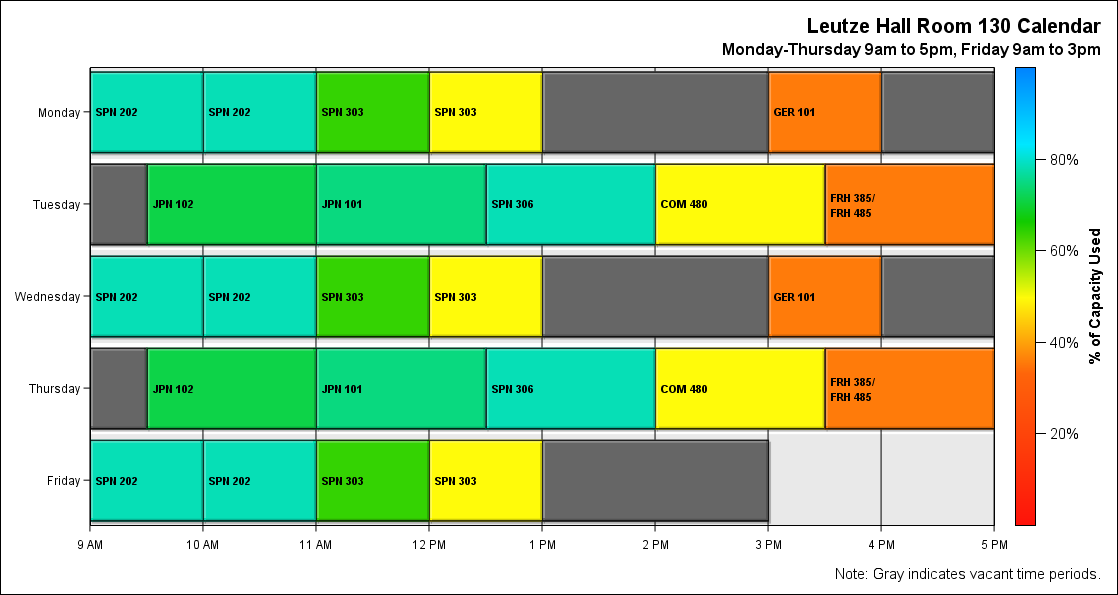 Leutze Hall Room 130 Calendar
Monday-Thursday 9am to 5pm, Friday 9am to 3pm
Monday
SPN 202
SPN 202
SPN 303
SPN 303
GER 101
Tuesday
JPN 102
JPN 101
SPN 306
COM 480
FRH 385/
FRH 485
Wednesday
SPN 202
SPN 202
SPN 303
SPN 303
GER 101
Thursday
JPN 102
JPN 101
SPN 306
COM 480
FRH 385/
FRH 485
Friday
SPN 202
SPN 202
SPN 303
SPN 303
9 AM
10 AM
11 AM
12 PM
1 PM
2 PM
3 PM
4 PM
5 PM
80%
60%
40%
20%
% of Capacity Used
Note: Gray indicates vacant time periods.